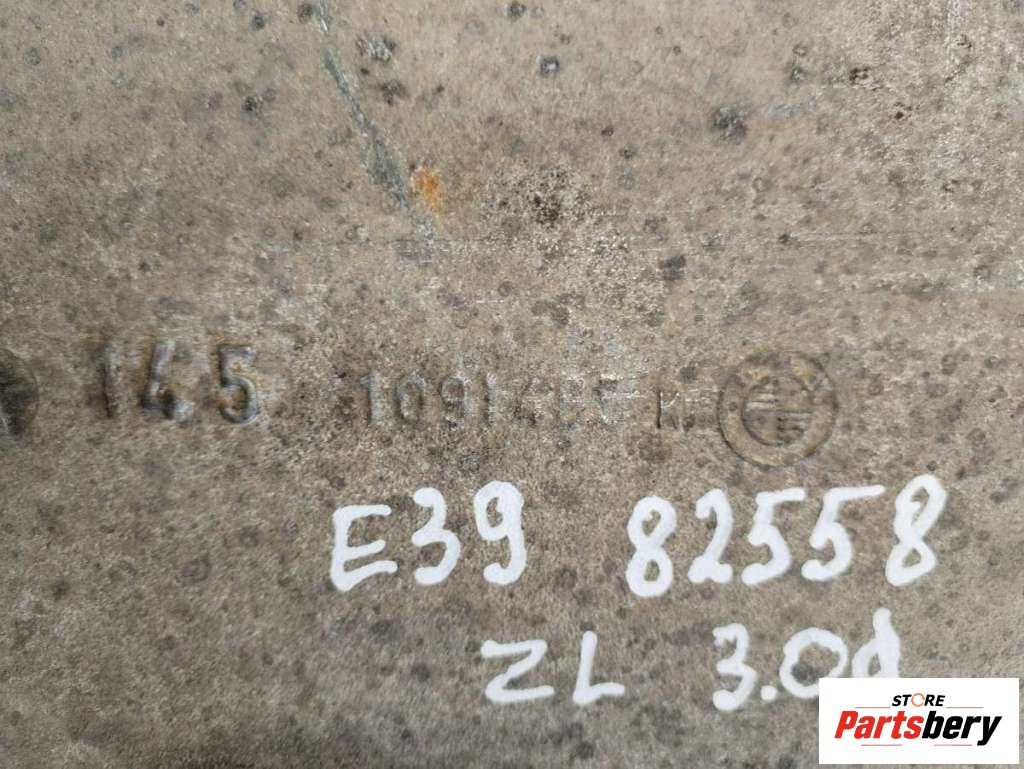 145
E39 82558
ZL 3.0d
STORE
Partsbery